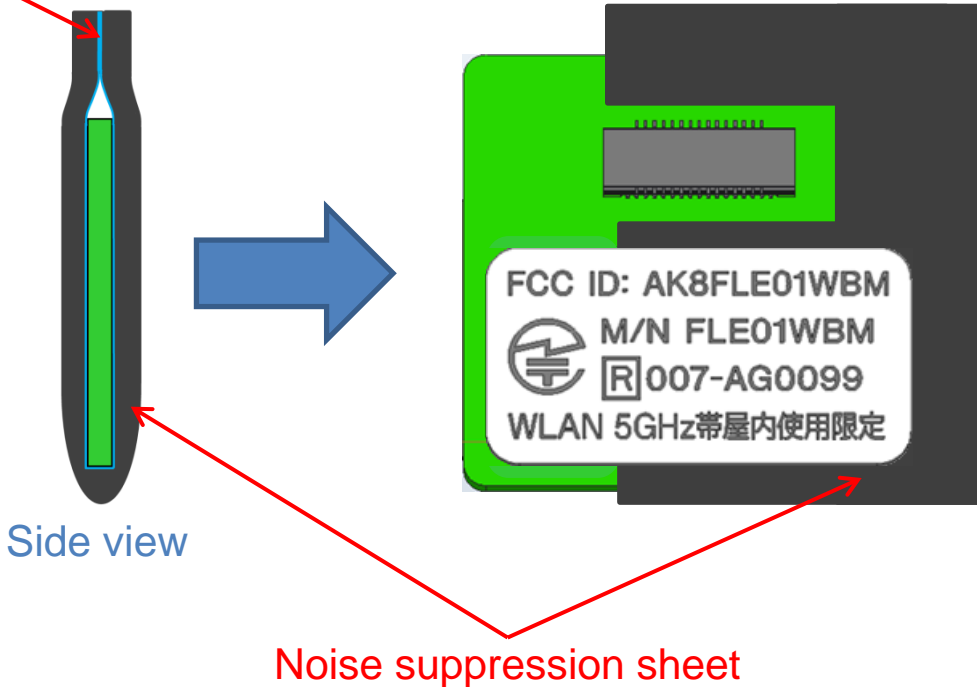 FCC ID: AK8FLE01WBM
M/N FLE01WBM
R 007-AG0099
WLAN 5GHz帯屋内使用限定
Side view
Noise suppression sheet